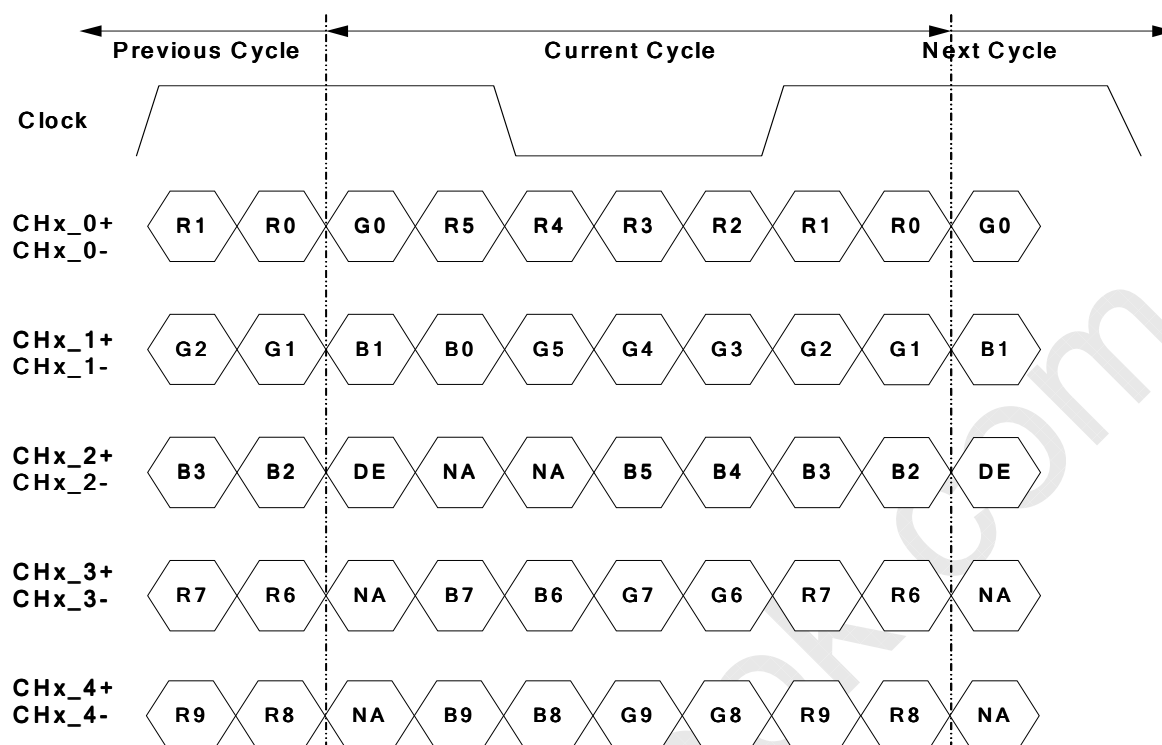 Previous Cycle Current Cycle Next Cycle
Clock
CHx_0+
CHx_0-
R1 R0 G0 R5 R4 R3 R2 R1 R0 G0
CHx_1+
CHx_1-
G2 G1 B1 B0 G5 G4 G3 G2 G1 B1
CHx_2+
CHx_2-
B3 B2 DE NA NA B5 B4 B3 B2 DE
CHx_3+
CHx_3-
R7 R6 NA B7 B6 G7 G6 R7 R6 NA
CHx_4+
CHx_4-
R9 R8 NA B9 B8 G9 G8 R9 R8 NA